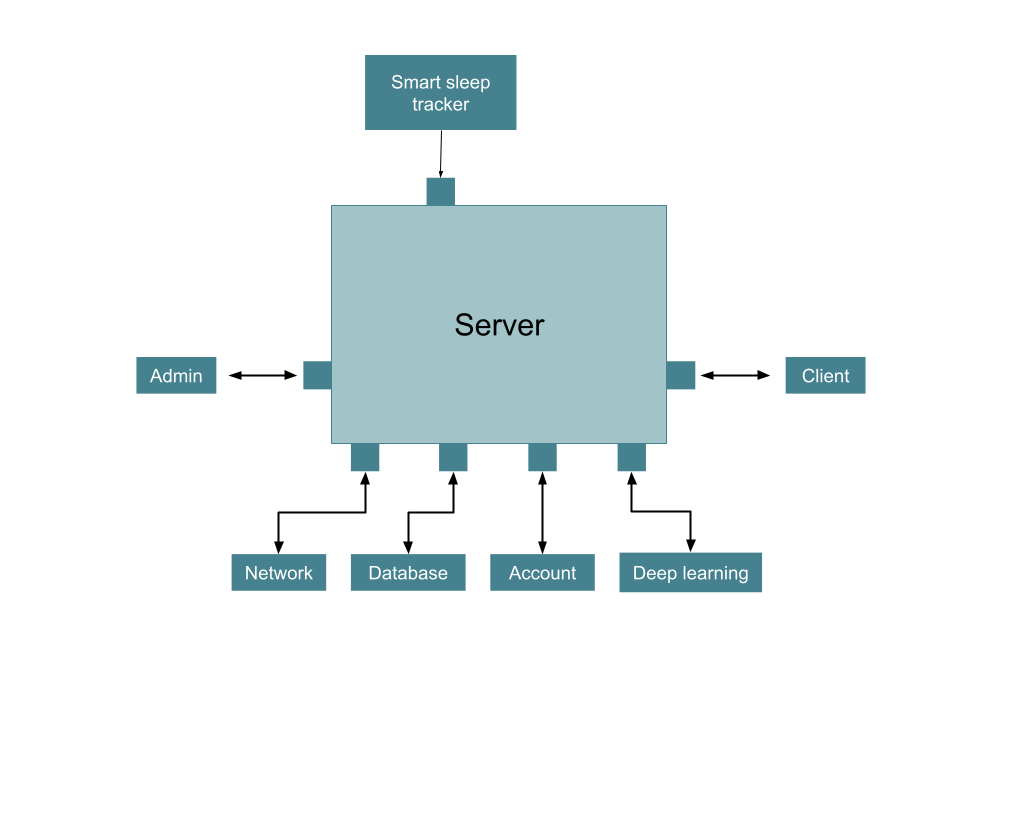 Smart sleep
tracker
Server
Admin
Client
Network
Database
Account
Deep learning